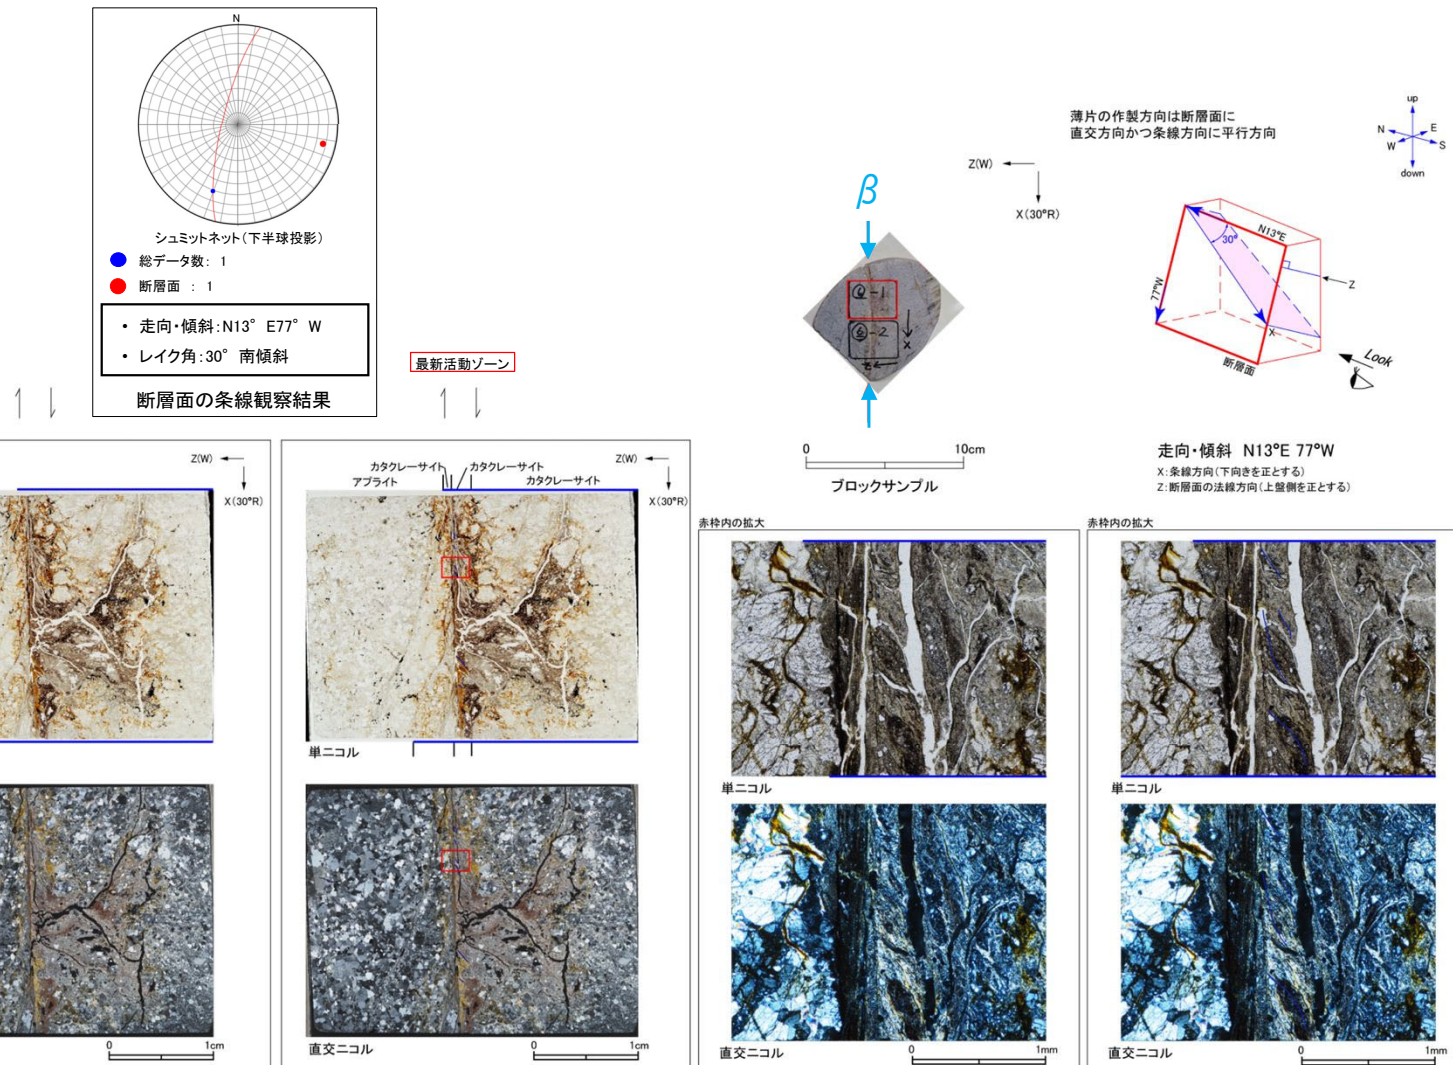 N
シュミットネット(下半球投影)
総データ数: 1
断層面 : 1
・ 走向・傾斜:N13° E77° W
・ レイク角:30° 南傾斜
断層面の条線観察結果
最新活動ゾーン
β
④-1
④-2
X
Z
Z(W)
X(30°R)
0 10cm
ブロックサンプル
薄片の作製方向は断層面に
直交方向かつ条線方向に平行方向
up
N E
W S
down
N13°E
30°
77°W
Z
X
断層面
Look
走向・傾斜 N13°E 77°W
X:条線方向(下向きを正とする)
Z:断層面の法線方向(上盤側を正とする)
Z(W)
X(30°R)
0 1cm
カタクレーサイト カタクレーサイト
アプライト カタクレーサイト
Z(W)
X(30°R)
単ニコル
直交ニコル
0 1cm
赤枠内の拡大
単ニコル
直交ニコル
0 1mm
赤枠内の拡大
単ニコル
直交ニコル
0 1mm